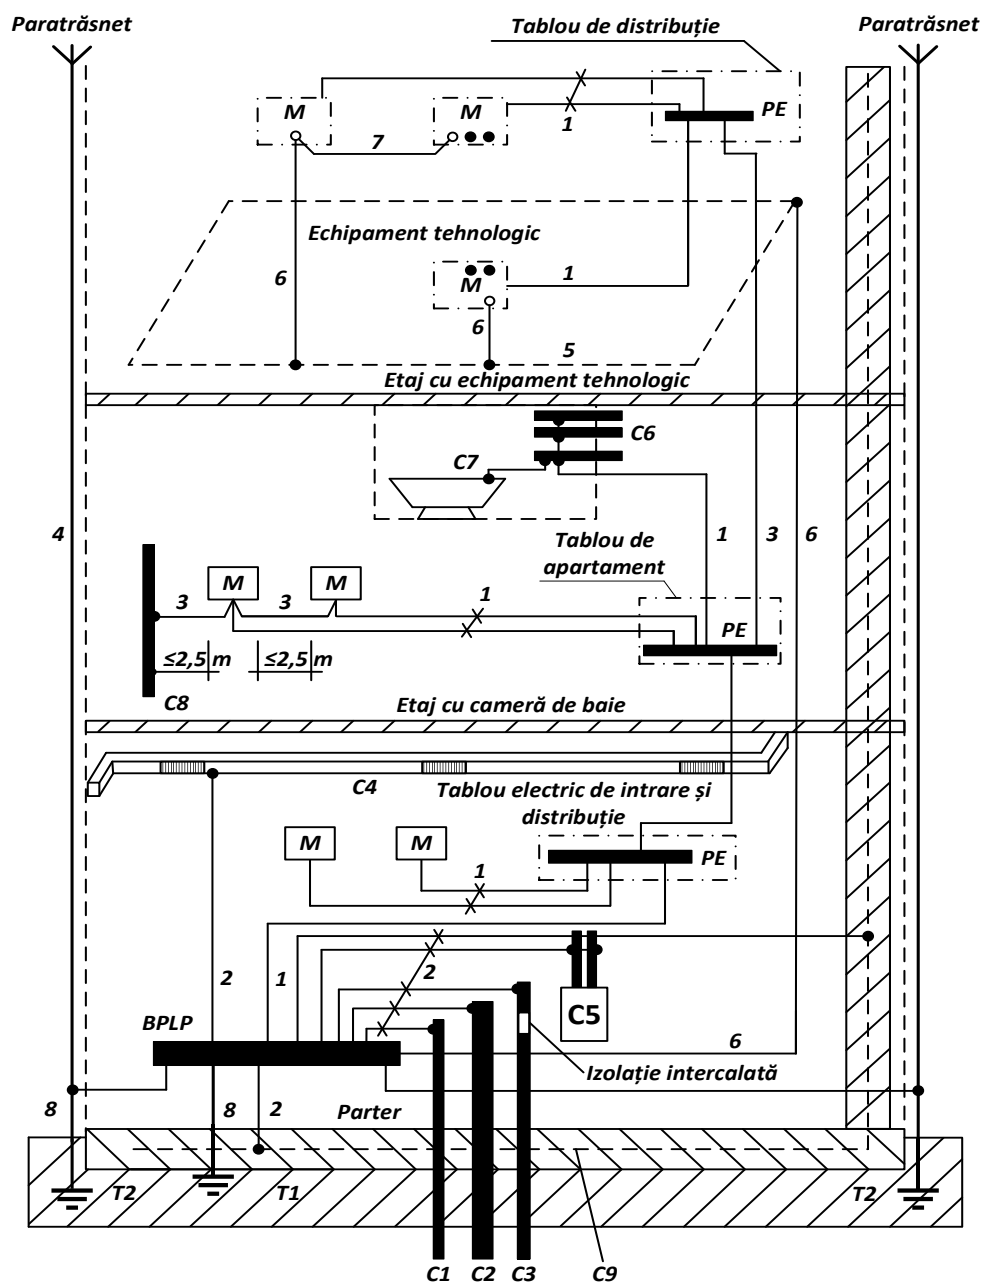 Paratrăsnet
Paratrăsnet
Tablou de distribuție
M
M
1
PE
7
Echipament tehnologic
6
M
1
6
5
Etaj cu echipament tehnologic
C6
C7
4
1
3
6
Tablou de
apartament
M
M
3
3
1
PE
≤2,5 m
≤2,5 m
C8
Etaj cu cameră de baie
C4
Tablou electric de intrare și
distribuție
M
M
PE
1
2
1
2
C5
BPLP
6
Izolație intercalată
8
8
2
Parter
T2
T1
T2
C1
C2
C3
C9